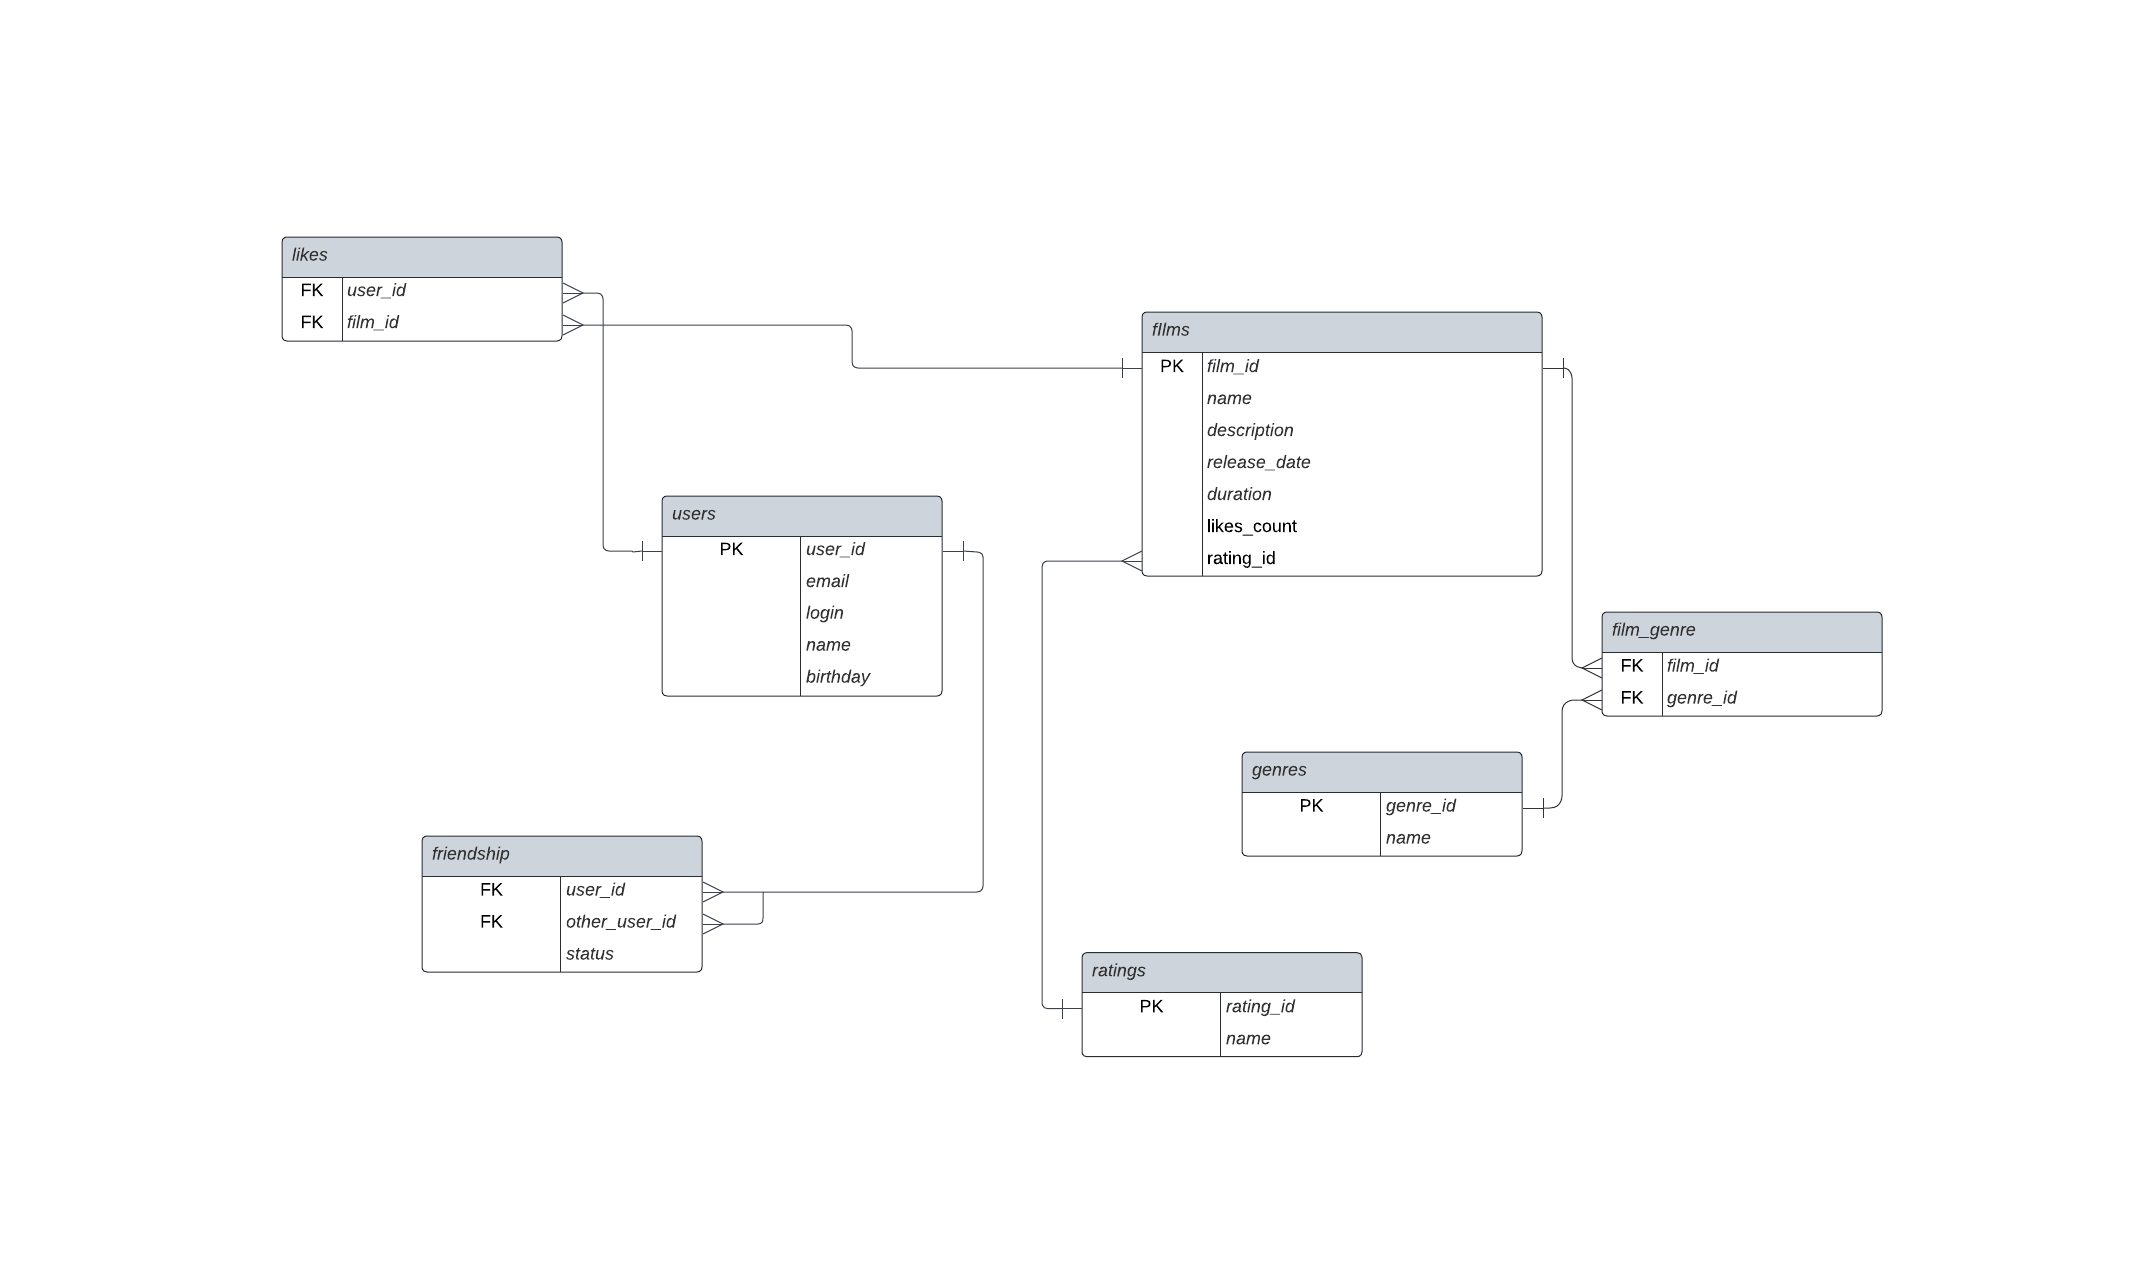 likes
FK user_id
FK film_id
fIlms
PK film_id
name
description
release_date
duration
likes_count
rating_id
users
PK user_id
email
login
name
birthday
film_genre
FK film_id
FK genre_id
genres
PK genre_id
name
friendship
FK user_id
FK other_user_id
status
ratings
PK rating_id
name